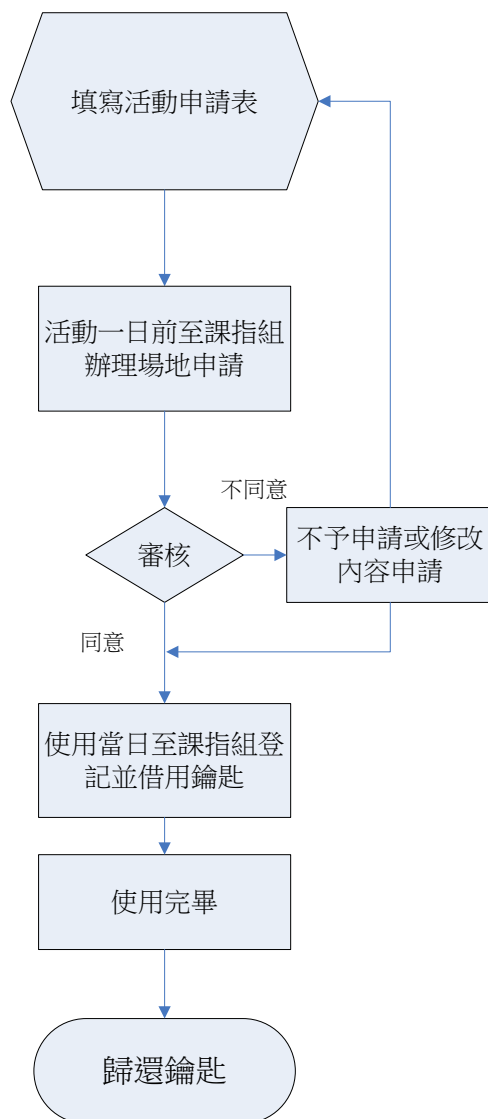 填寫活動申請表
活動一日前至課指組
辦理場地申請
不同意
審核
不予申請或修改
內容申請
同意
使用當日至課指組登
記並借用鑰匙
使用完畢
歸還鑰匙